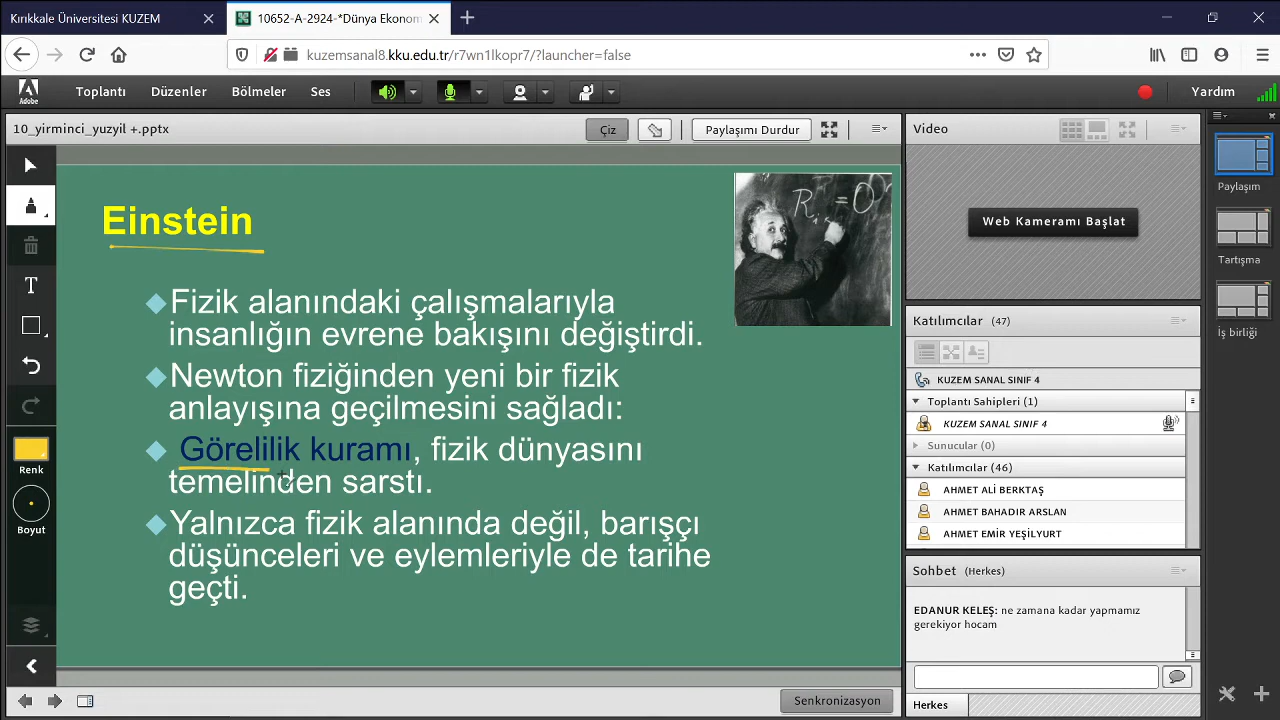 Kırıkkale Üniversitesi KUZEM
10652-A-2924-*Dünya Ekonom
kuzemsanal8.kku.edu.tr/r7wn1lkopr7/?launcher=false
Adobe
Toplantı
Düzenler
Bölmeler
Ses
Yardım
10_yirminci_yuzyil +.pptx
Çiz
Paylaşımı Durdur
Einstein
Fizik alanındaki çalışmalarıyla
insanlığın evrene bakışını değiştirdi.
Newton fiziğinden yeni bir fizik
anlayışına geçilmesini sağladı:
Görelilik kuramı, fizik dünyasını
temelinden sarstı.
Yalnızca fizik alanında değil, barışçı
düşünceleri ve eylemleriyle de tarihe
geçti.
T
Renk
Boyut
Senkronizasyon
Video
Web Kameramı Başlat
Katılımcılar (47)
KUZEM SANAL SINIF 4
Toplantı Sahipleri (1)
KUZEM SANAL SINIF 4
Sunucular (0)
Katılımcılar (46)
AHMET ALİ BERKTAŞ
AHMET BAHADIR ARSLAN
AHMET EMİR YEŞİLYURT
Sohbet (Herkes)
EDANUR KELEŞ: ne zamana kadar yapmamız
gerekiyor hocam
Herkes
Paylaşım
Tartışma
İş birliği